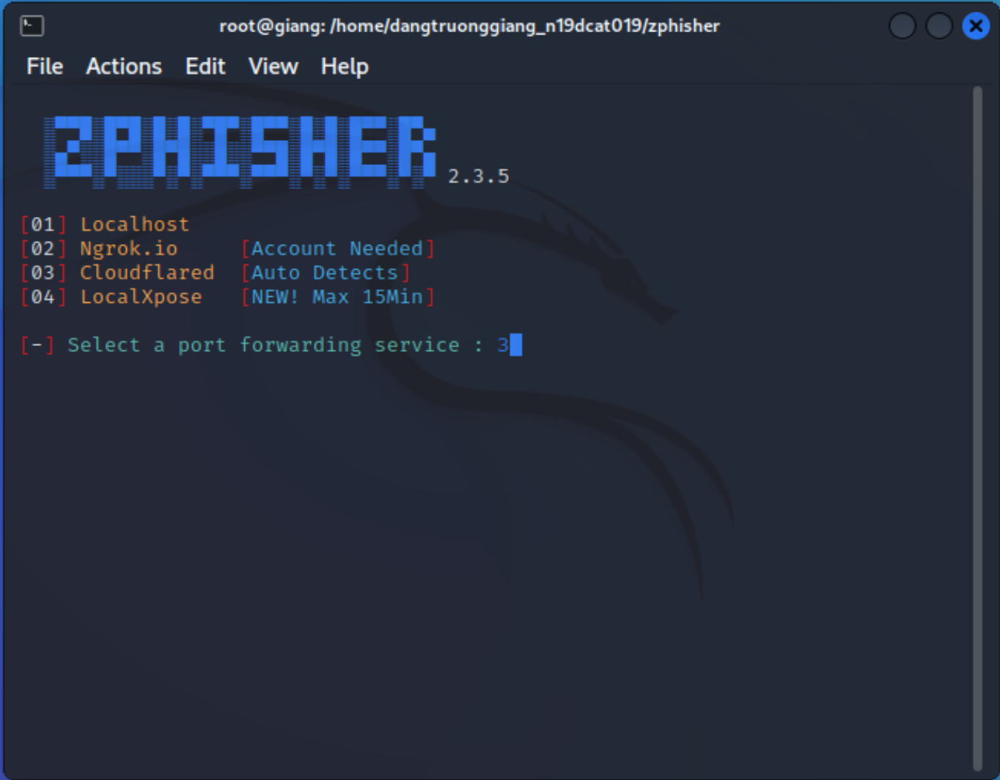 root@giang: /home/dangtruonggiang_n19dcat019/zphisher
File Actions Edit View Help
ZPHISHER 2.3.5
[01] Localhost
[02] Ngrok.io [Account Needed]
[03] Cloudflared [Auto Detects]
[04] LocalXpose [NEW! Max 15Min]
[-] Select a port forwarding service : 3